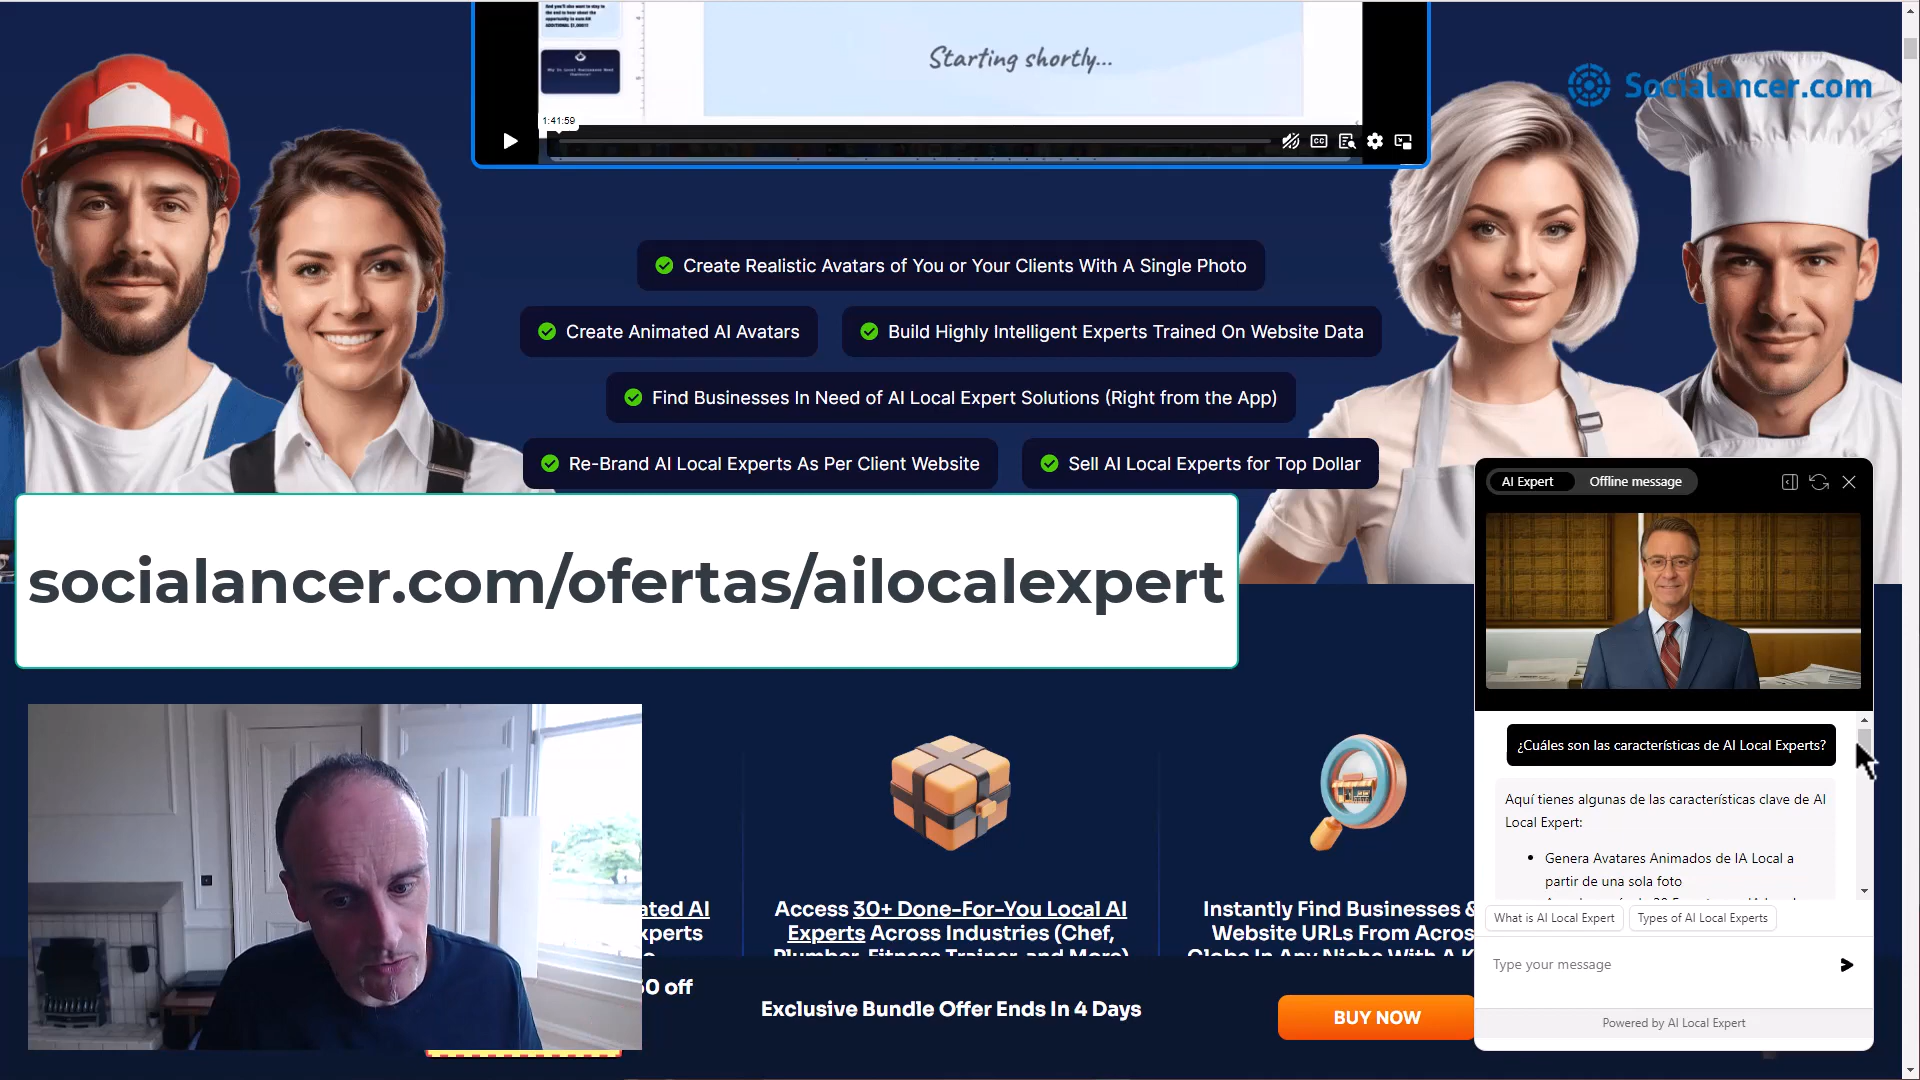 Starting shortly...
Socialancer.com
1:41:59
CC
Create Realistic Avatars of You or Your Clients With A Single Photo
Create Animated AI Avatars
Build Highly Intelligent Experts Trained On Website Data
Find Businesses In Need of AI Local Expert Solutions (Right from the App)
Re-Brand AI Local Experts As Per Client Website
Sell AI Local Experts for Top Dollar
socialancer.com/ofertas/ailocalexpert
AI Expert
Offline message
¿Cuáles son las características de AI Local Experts?
Aquí tienes algunas de las características clave de AI
Local Expert:
• Genera Avatares Animados de IA Local a
partir de una sola foto
What is AI Local Expert
Types of AI Local Experts
Type your message
Powered by AI Local Expert
Access 30+ Done-For-You Local AI
Experts Across Industries (Chef,
Plumber, Fitness Trainer, and More)
Instantly Find Businesses &
Website URLs From
Exclusive Bundle Offer Ends In 4 Days
BUY NOW
off